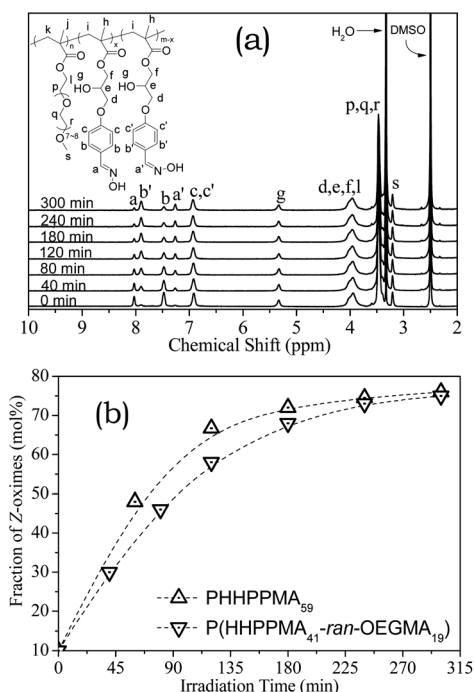 (a)
k
j
i
h
i
h
n
x
m-x
O
O
O
O
O
O
l
g
f
g
f
p
HO
e
HO
e
O
d
d
q
r
O
O
7~8
O
c
c
c'
c'
s
b
b
b'
b'
a
N
OH
a'
N
OH
H2O
DMSO
p,q,r
a
b'
b
a'
c,c'
g
d,e,f,l
s
300 min
240 min
180 min
120 min
80 min
40 min
0 min
10
9
8
7
6
5
4
3
2
Chemical Shift (ppm)
(b)
80
70
60
50
40
30
20
10
Fraction of Z-oximes (mol%)
PHHPPMA59
P(HHPPMA41-ran-OEGMA19)
0
45
90
135
180
225
270
315
Irradiation Time (min)